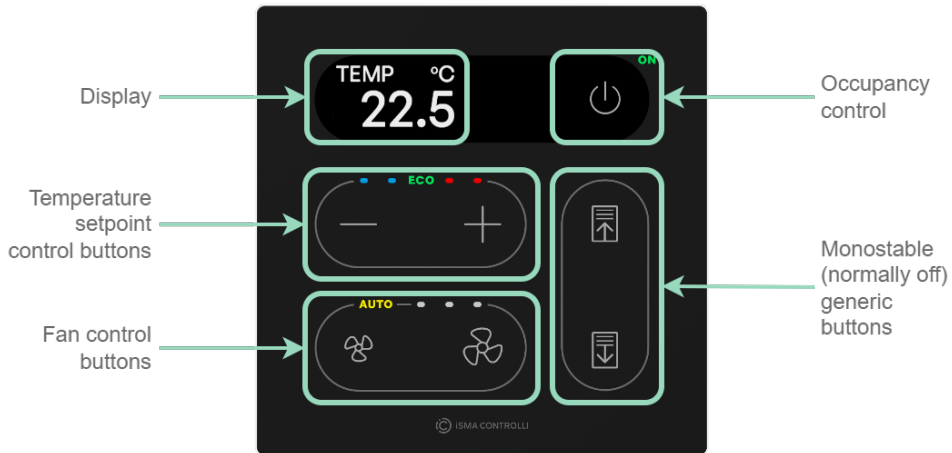 Display
TEMP °C
22.5
ON
Occupancy
control
Temperature
setpoint
control buttons
ECO
Monostable
(normally off)
generic
buttons
Fan control
buttons
AUTO
iSMA CONTROLLI